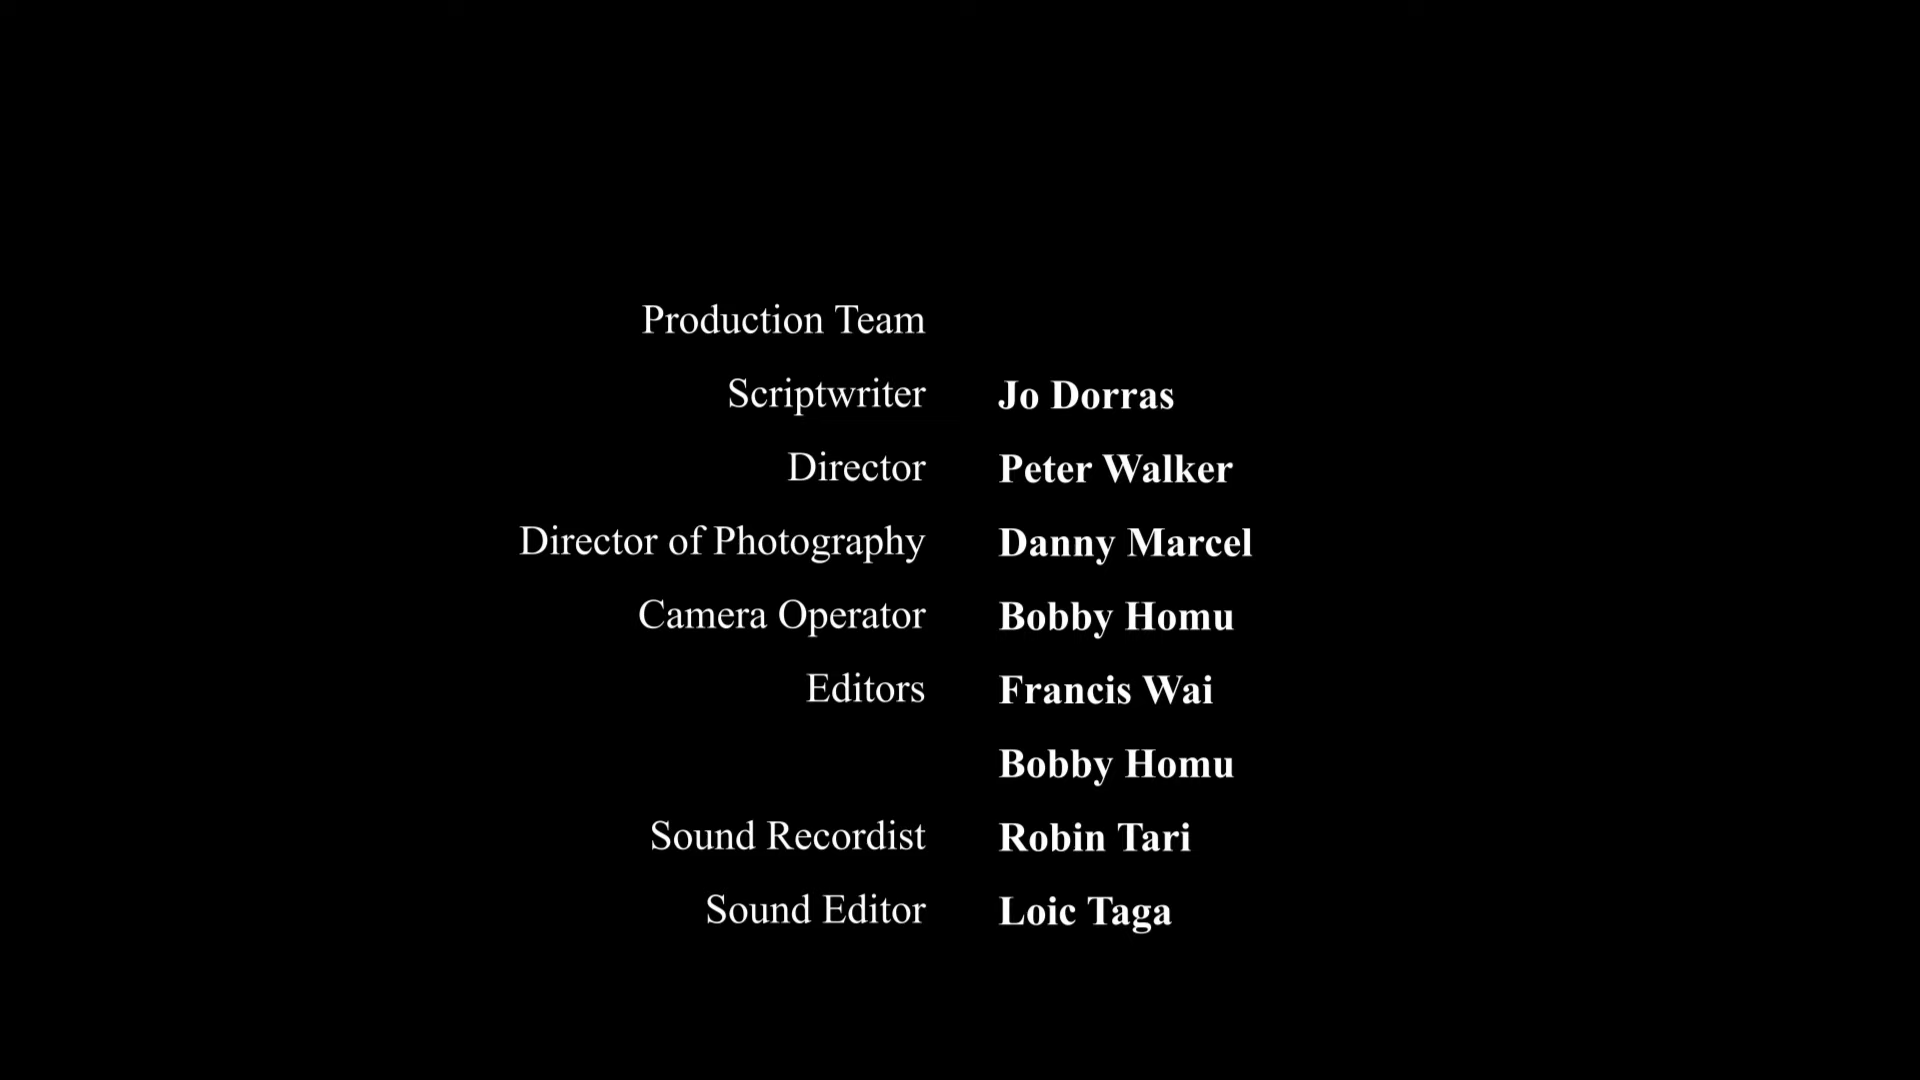 Production Team
Scriptwriter Jo Dorras
Director Peter Walker
Director of Photography Danny Marcel
Camera Operator Bobby Homu
Editors Francis Wai
Bobby Homu
Sound Recordist Robin Tari
Sound Editor Loic Taga